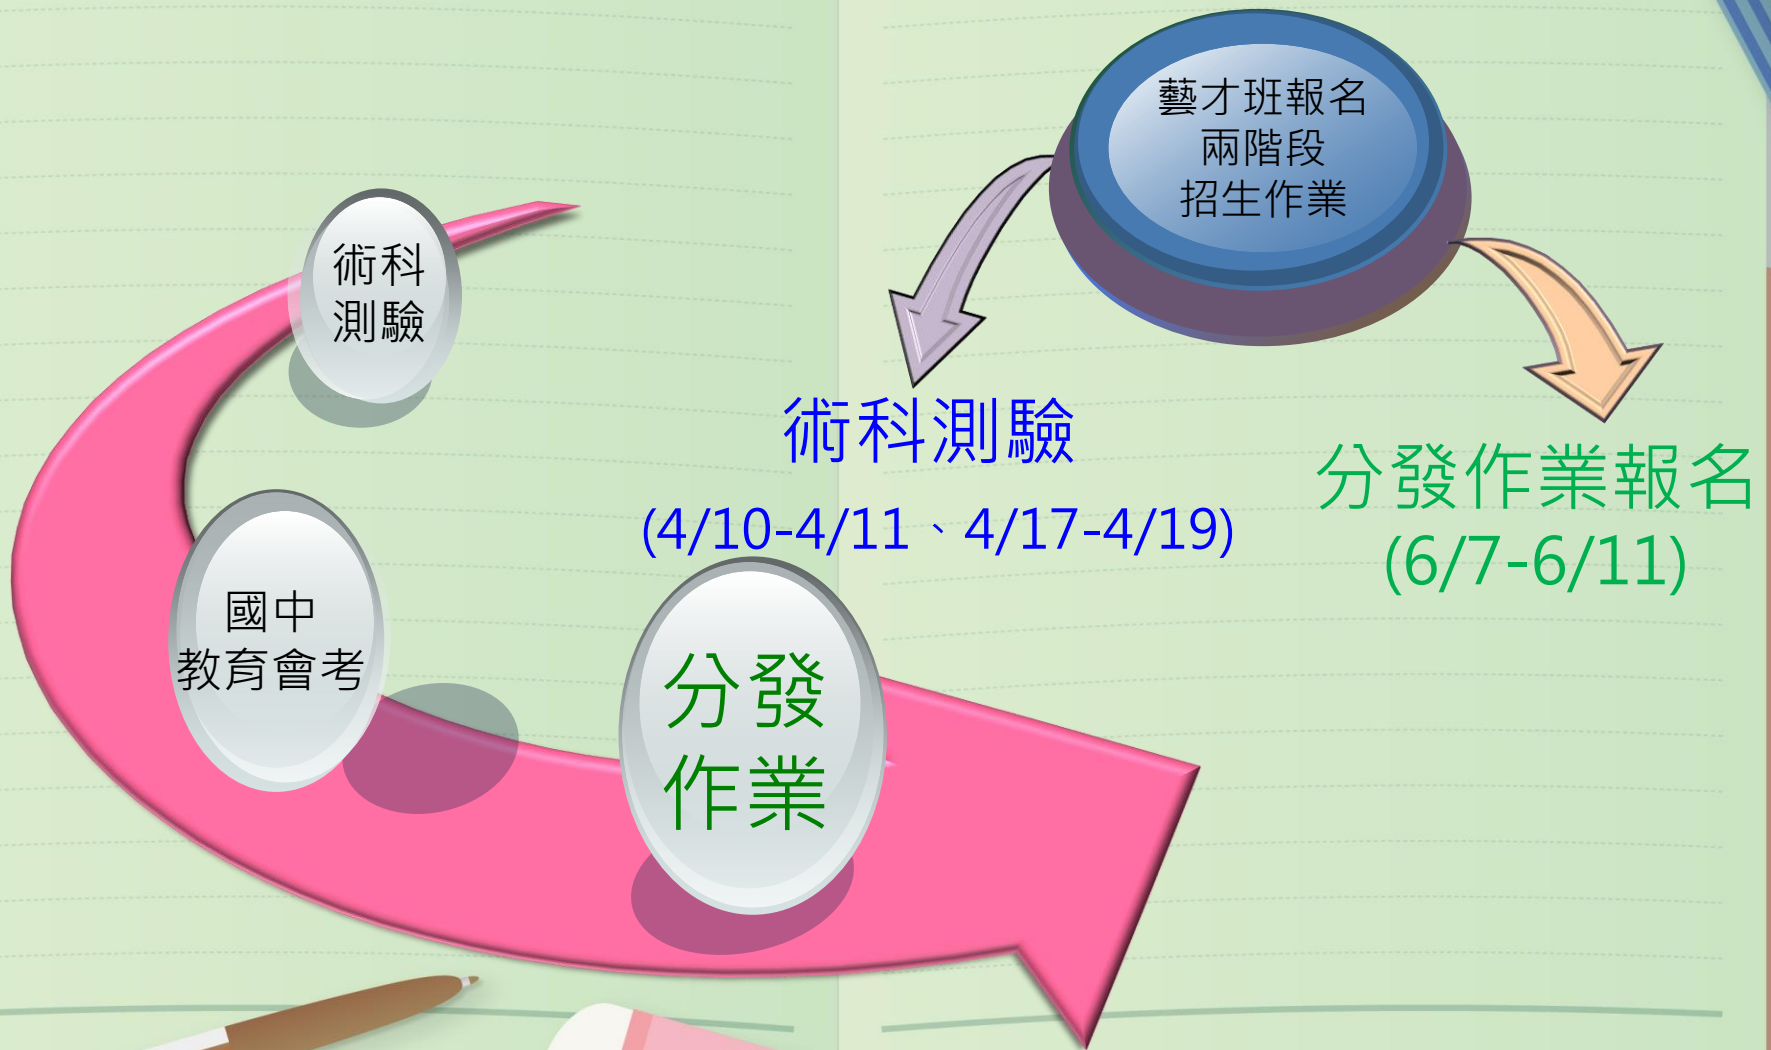 藝才班報名
兩階段
招生作業
術科
測驗
術科測驗
(4/10-4/11、4/17-4/19)
分發作業報名
(6/7-6/11)
國中
教育會考
分發
作業